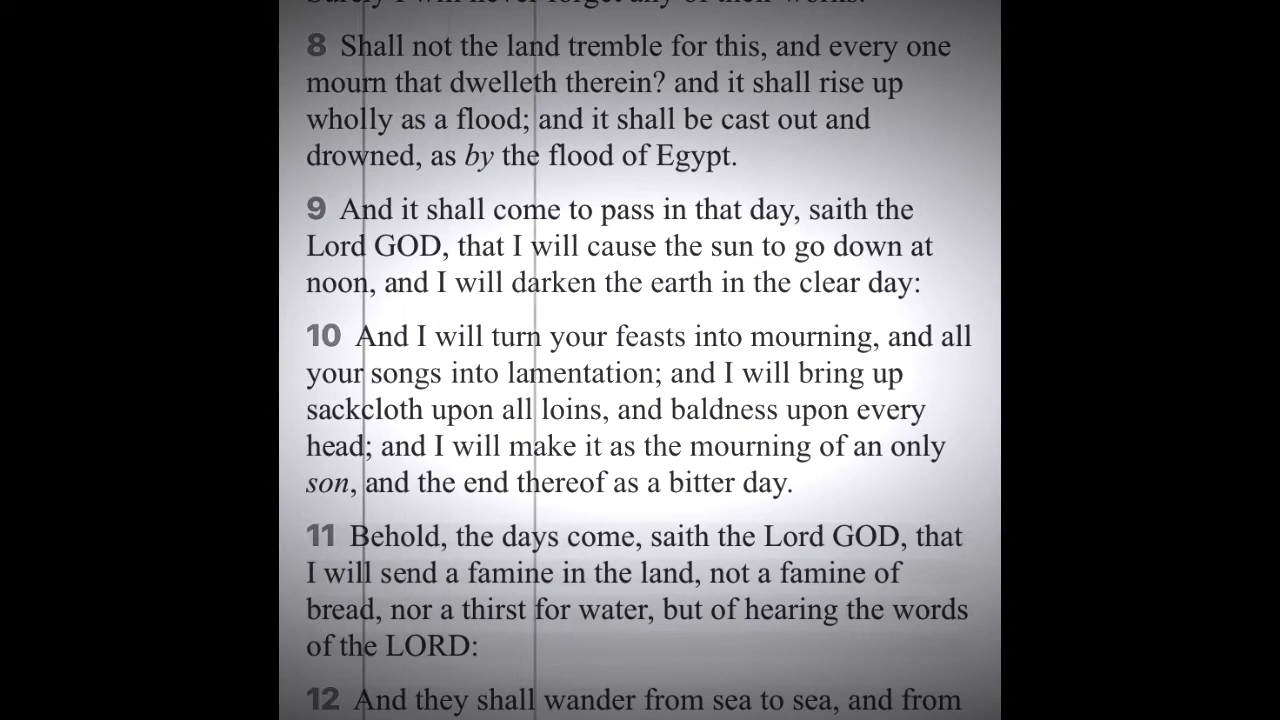 Surely I will never forget any of their works.
8 Shall not the land tremble for this, and every one
mourn that dwelleth therein? and it shall rise up
wholly as a flood; and it shall be cast out and
drowned, as by the flood of Egypt.
9 And it shall come to pass in that day, saith the
Lord GOD, that I will cause the sun to go down at
noon, and I will darken the earth in the clear day:
10 And I will turn your feasts into mourning, and all
your songs into lamentation; and I will bring up
sackcloth upon all loins, and baldness upon every
head; and I will make it as the mourning of an only
son, and the end thereof as a bitter day.
11 Behold, the days come, saith the Lord GOD, that
I will send a famine in the land, not a famine of
bread, nor a thirst for water, but of hearing the words
of the LORD:
12 And they shall wander from sea to sea, and from